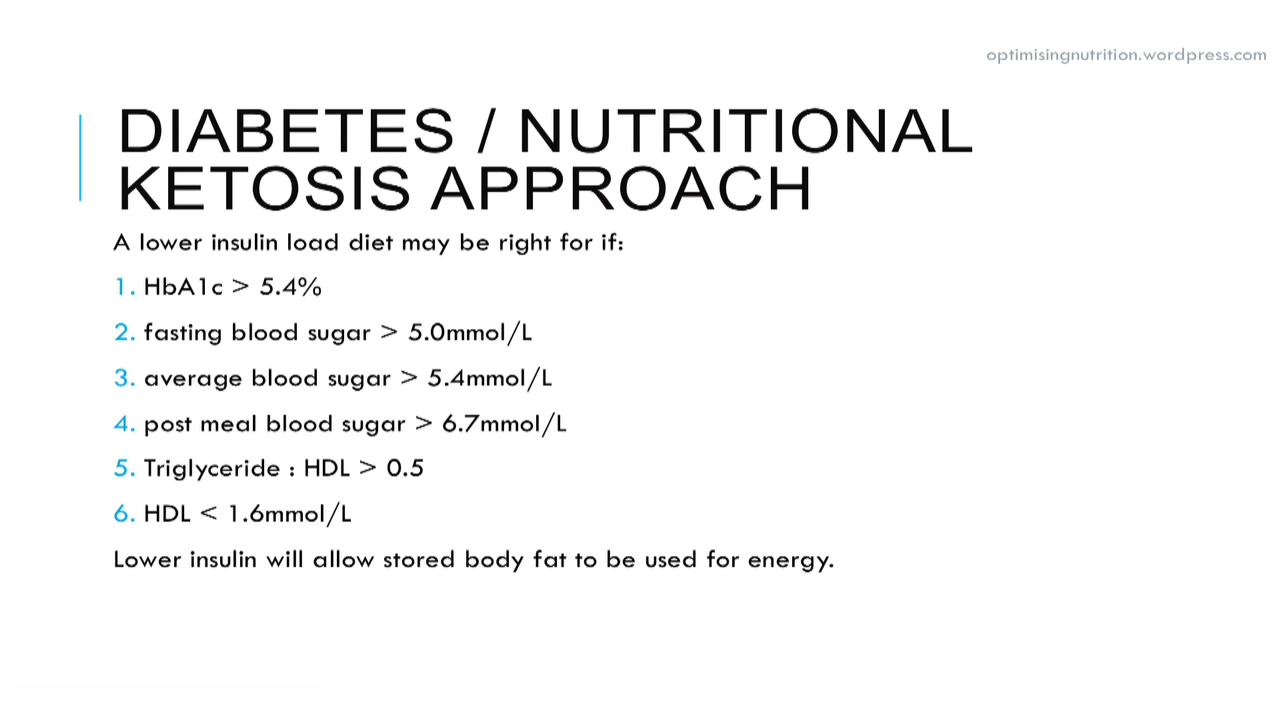 optimisingnutrition.wordpress.com
DIABETES / NUTRITIONAL
KETOSIS APPROACH
A lower insulin load diet may be right for if:
1. HbA1c > 5.4%
2. fasting blood sugar > 5.0mmol/L
3. average blood sugar > 5.4mmol/L
4. post meal blood sugar > 6.7mmol/L
5. Triglyceride : HDL > 0.5
6. HDL < 1.6mmol/L
Lower insulin will allow stored body fat to be used for energy.